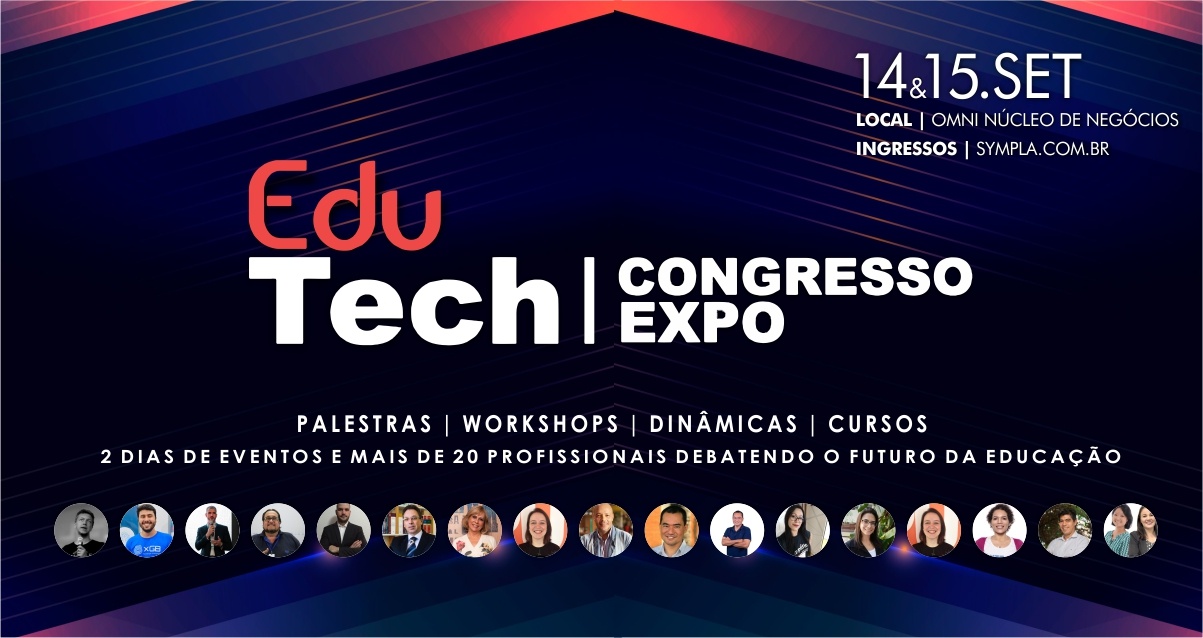 14&15.SET
LOCAL | OMNI NÚCLEO DE NEGÓCIOS
INGRESSOS | SYMPLA.COM.BR
Edu
Tech | CONGRESSO
EXPO
PALESTRAS | WORKSHOPS | DINÂMICAS | CURSOS
2 DIAS DE EVENTOS E MAIS DE 20 PROFISSIONAIS DEBATENDO O FUTURO DA EDUCAÇÃO
xGB